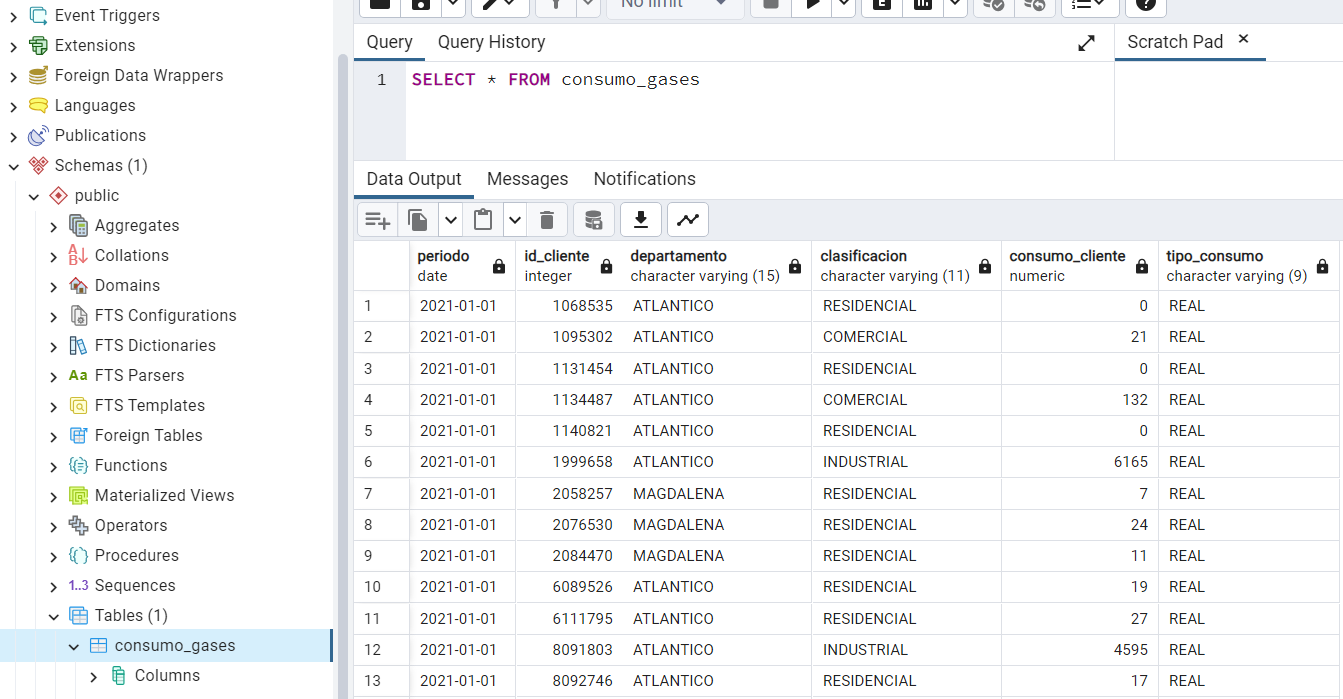 Event Triggers
Extensions
Foreign Data Wrappers
Languages
Publications
Schemas (1)
public
Aggregates
Collations
Domains
FTS Configurations
FTS Dictionaries
Aa FTS Parsers
FTS Templates
Foreign Tables
Functions
Materialized Views
Operators
Procedures
1..3 Sequences
Tables (1)
consumo_gases
Columns
No limit
Query Query History
Scratch Pad ×
1 SELECT * FROM consumo_gases
Data Output Messages Notifications
periodo id_cliente departamento clasificacion consumo_cliente tipo_consumo
date integer character varying (15) character varying (11) numeric character varying (9)
1 2021-01-01 1068535 ATLANTICO RESIDENCIAL 0 REAL
2 2021-01-01 1095302 ATLANTICO COMERCIAL 21 REAL
3 2021-01-01 1131454 ATLANTICO RESIDENCIAL 0 REAL
4 2021-01-01 1134487 ATLANTICO COMERCIAL 132 REAL
5 2021-01-01 1140821 ATLANTICO RESIDENCIAL 0 REAL
6 2021-01-01 1999658 ATLANTICO INDUSTRIAL 6165 REAL
7 2021-01-01 2058257 MAGDALENA RESIDENCIAL 7 REAL
8 2021-01-01 2076530 MAGDALENA RESIDENCIAL 24 REAL
9 2021-01-01 2084470 MAGDALENA RESIDENCIAL 11 REAL
10 2021-01-01 6089526 ATLANTICO RESIDENCIAL 19 REAL
11 2021-01-01 6111795 ATLANTICO RESIDENCIAL 27 REAL
12 2021-01-01 8091803 ATLANTICO INDUSTRIAL 4595 REAL
13 2021-01-01 8092746 ATLANTICO RESIDENCIAL 17 REAL